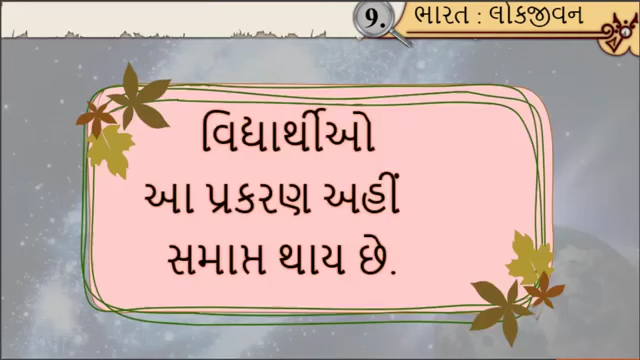 9. ભારત : લોકજીવન
વિદ્યાર્થીઓ
આ પ્રકરણ અહીં
સમાપ્ત થાય છે.